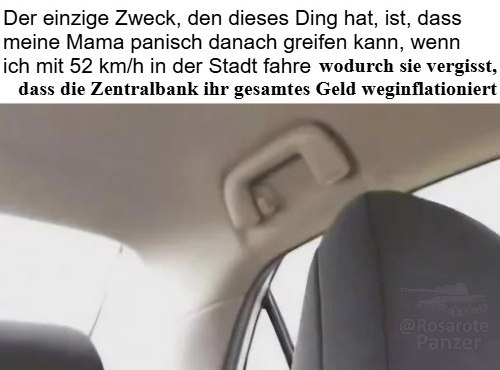 Der einzige Zweck, den dieses Ding hat, ist, dass
meine Mama panisch danach greifen kann, wenn
ich mit 52 km/h in der Stadt fahre wodurch sie vergisst,
dass die Zentralbank ihr gesamtes Geld weginflationiert
@Rosarote
Panzer